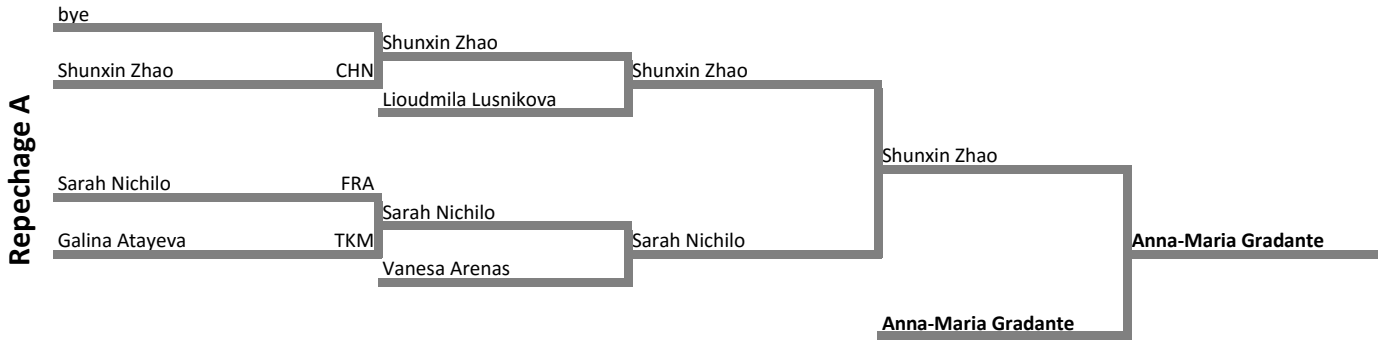 Repechage A
bye
Shunxin Zhao CHN
Shunxin Zhao
Lioudmila Lusnikova
Shunxin Zhao
Sarah Nichilo FRA
Galina Atayeva TKM
Sarah Nichilo
Vanesa Arenas
Sarah Nichilo
Shunxin Zhao
Anna-Maria Gradante
Anna-Maria Gradante